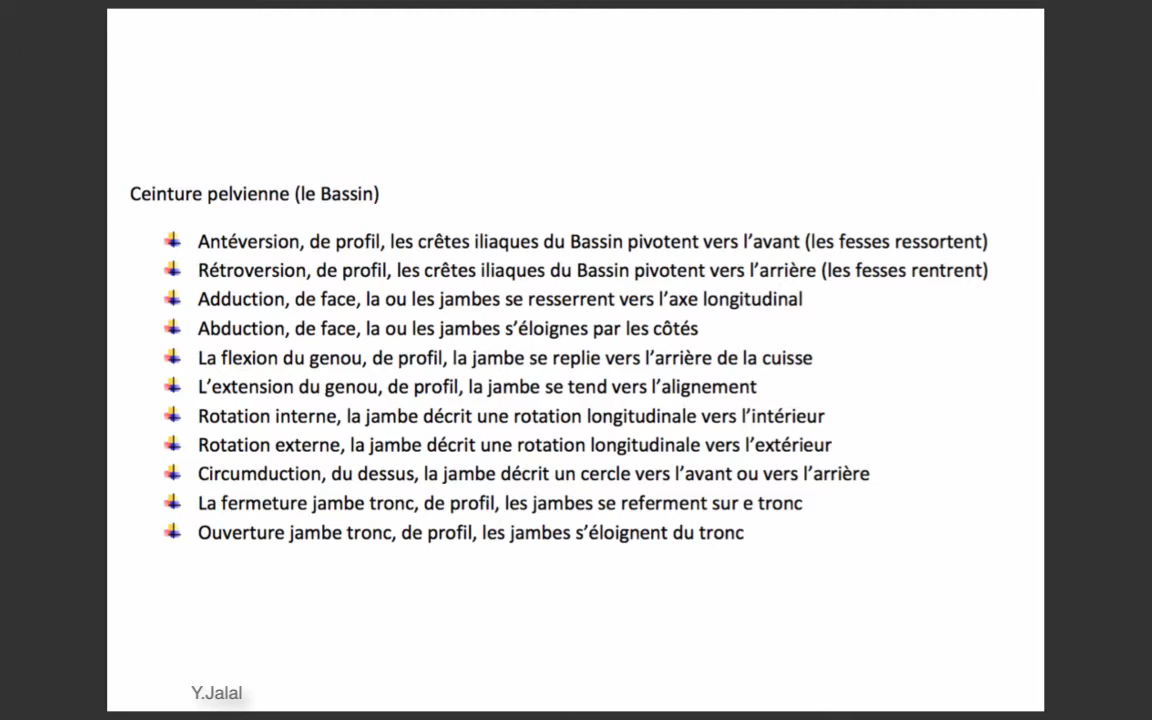 Ceinture pelvienne (le Bassin)
Antéversion, de profil, les crêtes iliaques du Bassin pivotent vers l'avant (les fesses ressortent)
Rétroversion, de profil, les crêtes iliaques du Bassin pivotent vers l'arrière (les fesses rentrent)
Adduction, de face, la ou les jambes se resserrent vers l'axe longitudinal
Abduction, de face, la ou les jambes s'éloignes par les côtés
La flexion du genou, de profil, la jambe se replie vers l'arrière de la cuisse
L'extension du genou, de profil, la jambe se tend vers l'alignement
Rotation interne, la jambe décrit une rotation longitudinale vers l'intérieur
Rotation externe, la jambe décrit une rotation longitudinale vers l'extérieur
Circumduction, du dessus, la jambe décrit un cercle vers l'avant ou vers l'arrière
La fermeture jambe tronc, de profil, les jambes se referment sur e tronc
Ouverture jambe tronc, de profil, les jambes s'éloignent du tronc
Y.Jalal